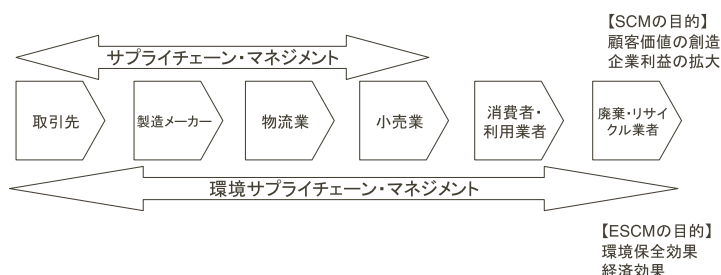 【SCMの目的】
顧客価値の創造
企業利益の拡大
サプライチェーン・マネジメント
取引先
製造メーカー
物流業
小売業
消費者・
利用業者
廃棄・リサイ
クル業者
環境サプライチェーン・マネジメント
【ESCMの目的】
環境保全効果
経済効果